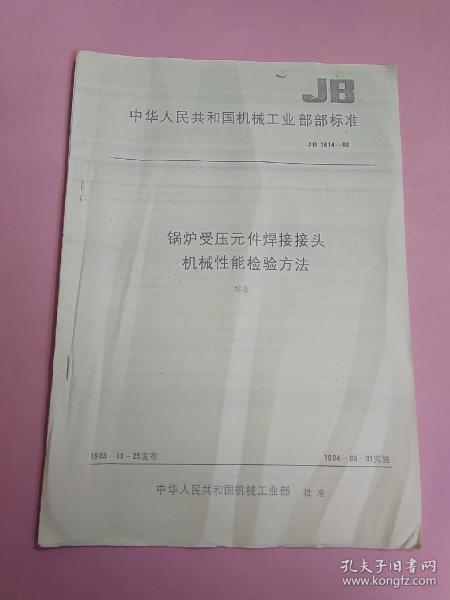 JB
中华人民共和国机械工业部部标准
JB 1614—83
锅炉受压元件焊接接头
机械性能检验方法
标准
1983—11—25发布
1984—05—01实施
中华人民共和国机械工业部 批准
孔夫子旧书网
www.kongfz.com